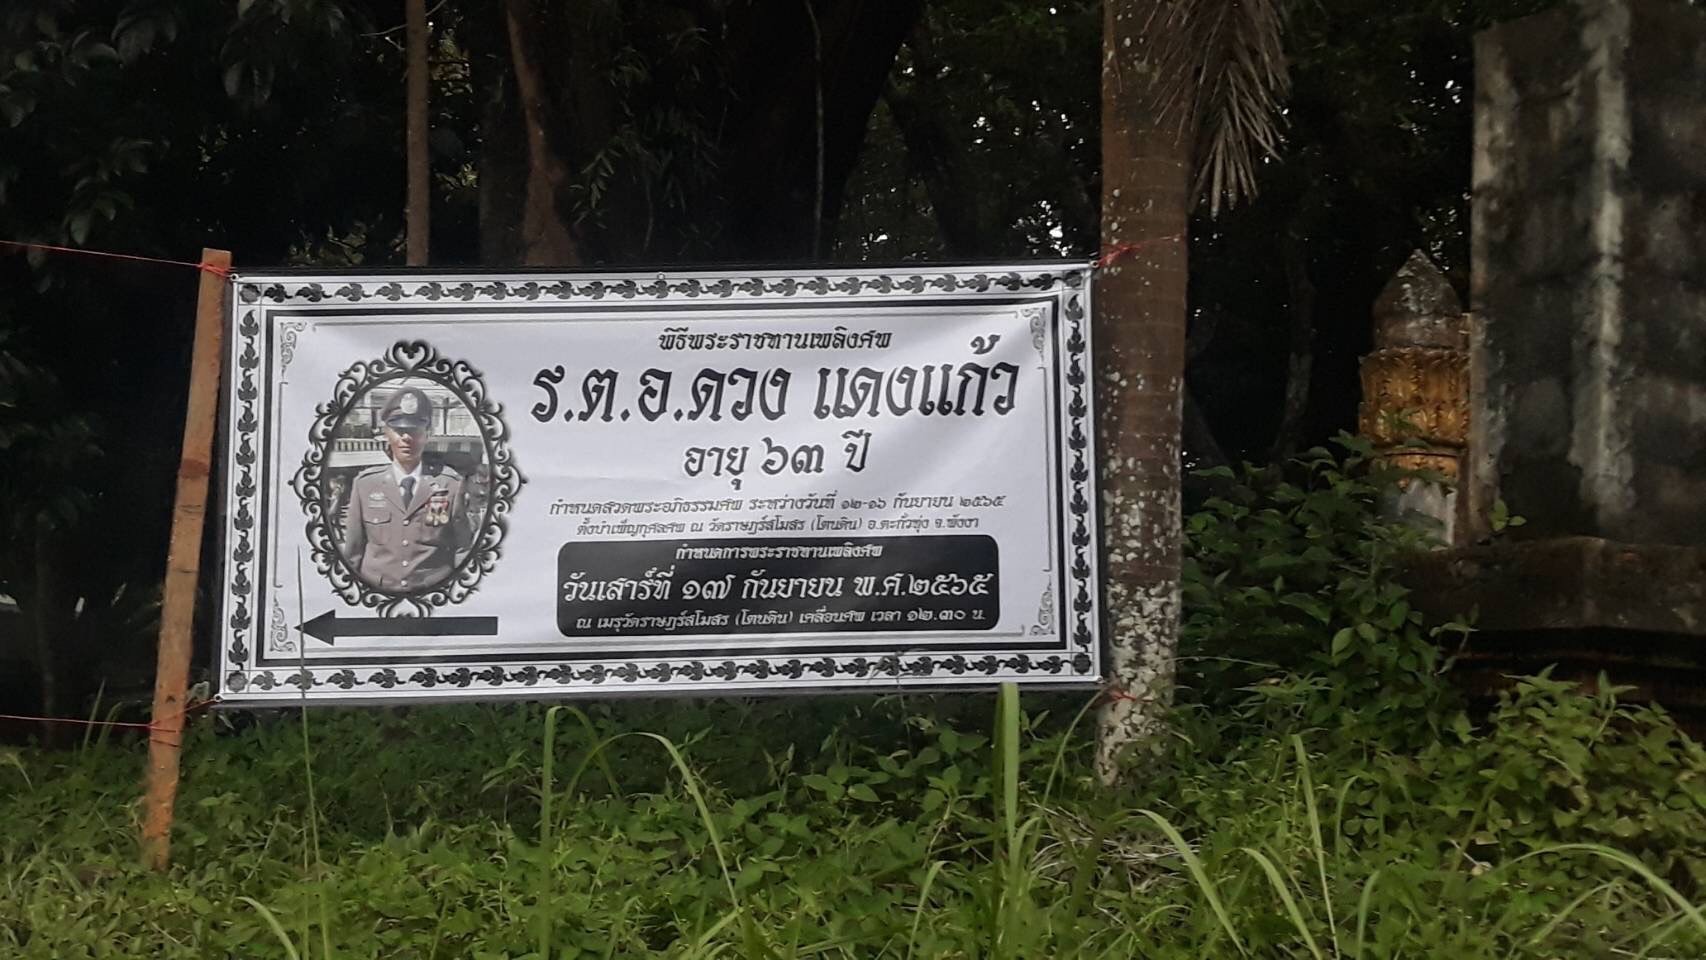 พิธีพระราชทานเพลิงศพ
ร.ต.อ.ดวง แดงแก้ว
อายุ ๖๓ ปี
กำหนดสวดพระอภิธรรมศพ ระหว่างวันที่ ๑๒-๑๖ กันยายน ๒๕๖๕
ตั้งบำเพ็ญกุศลศพ ณ วัดราษฎร์สโมสร (โตนดิน) อ.ตะกั่วทุ่ง จ.พังงา
กำหนดการพระราชทานเพลิงศพ
วันเสาร์ที่ ๑๗ กันยายน พ.ศ.๒๕๖๕
ณ เมรุวัดราษฎร์สโมสร (โตนดิน) เคลื่อนศพ เวลา ๑๒.๓๐ น.